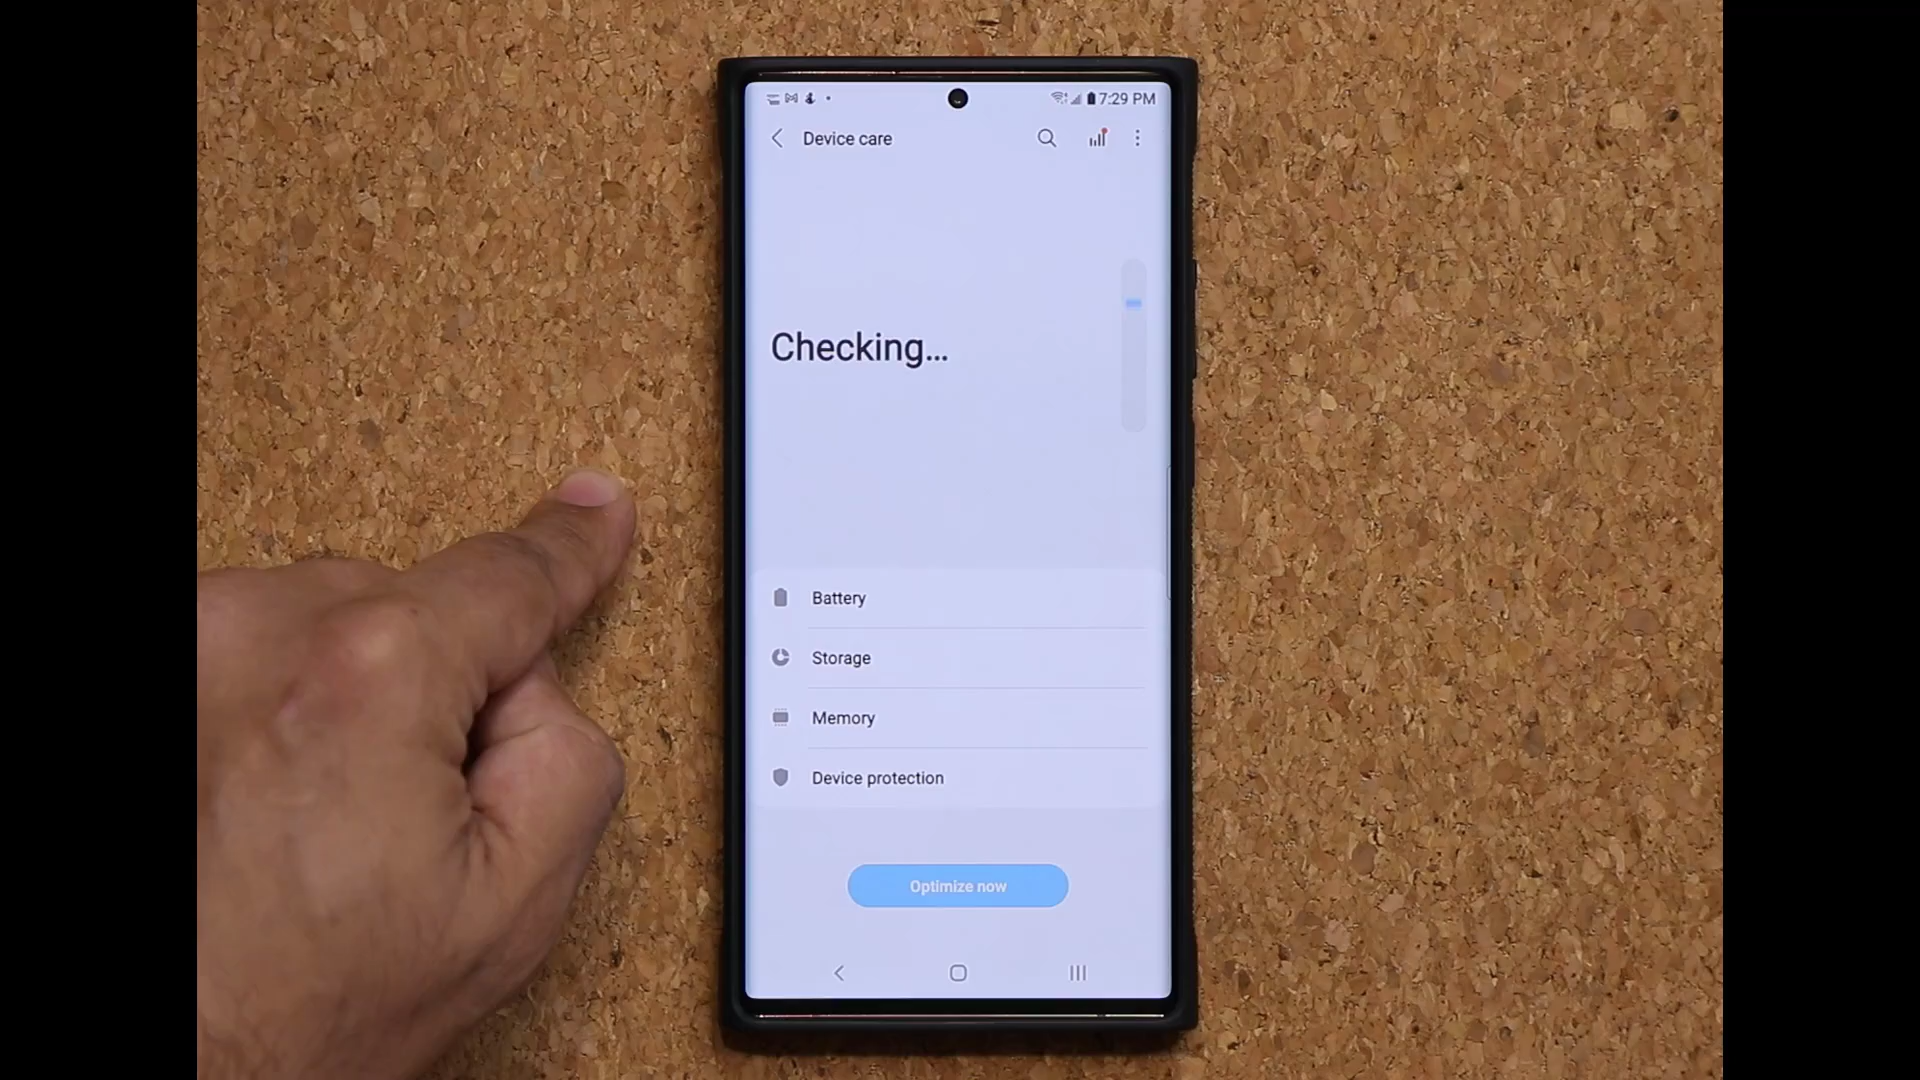 7:29 PM
Device care
Checking...
Battery
Storage
Memory
Device protection
Optimize now